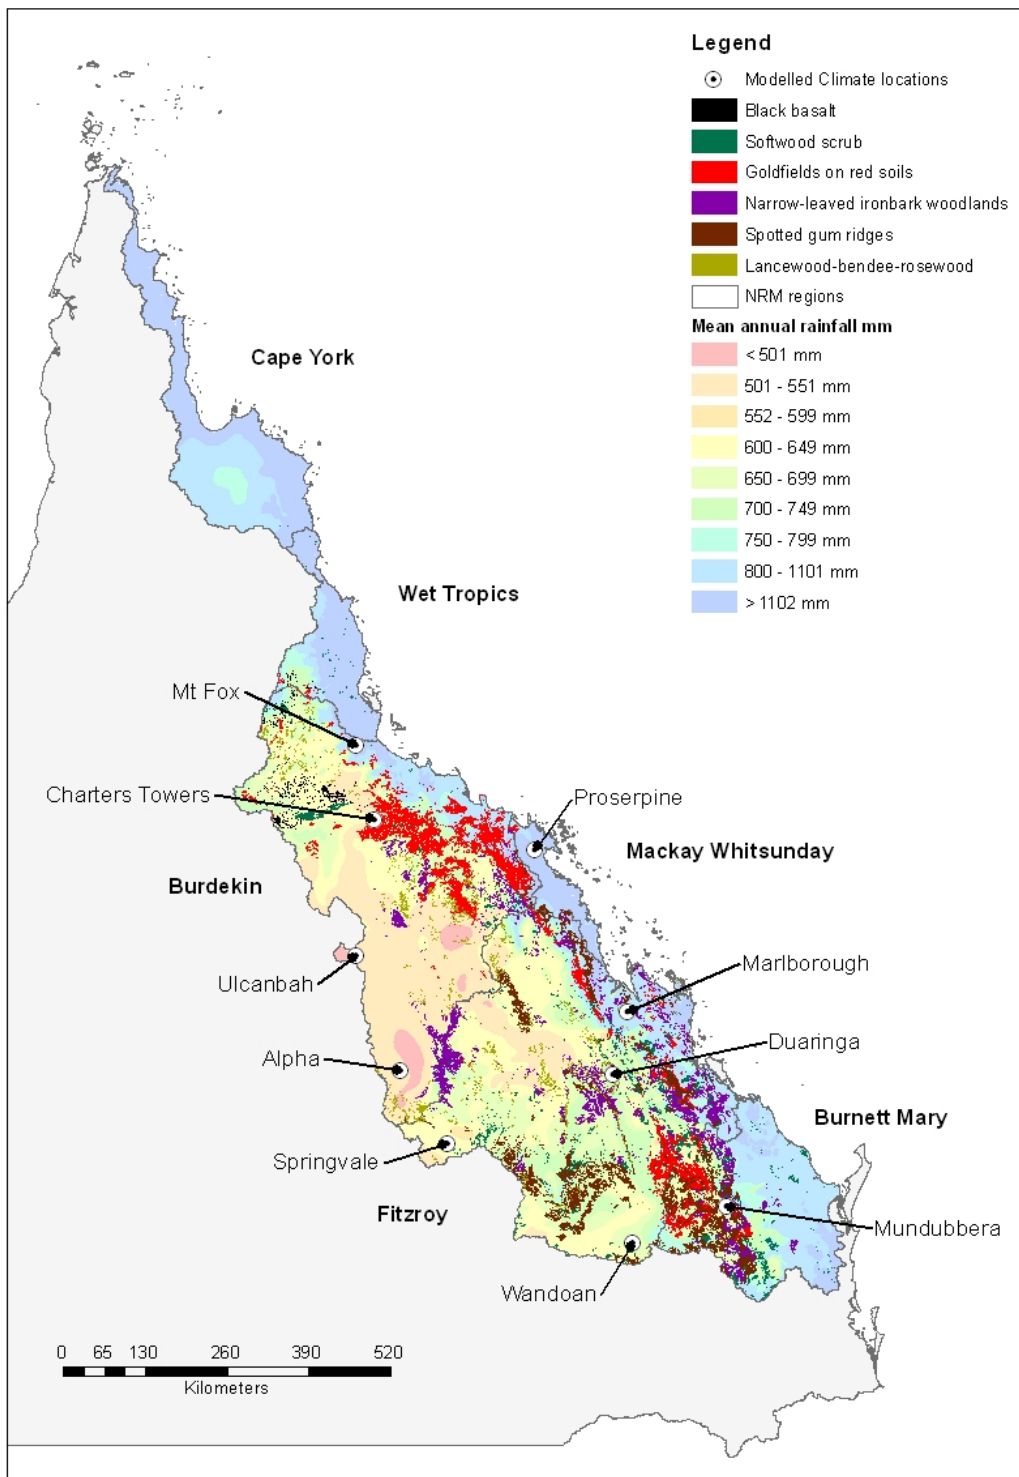 Legend
Modelled Climate locations
Black basalt
Softwood scrub
Goldfields on red soils
Narrow-leaved ironbark woodlands
Spotted gum ridges
Lancewood-bendee-rosewood
NRM regions
Mean annual rainfall mm
< 501 mm
501 - 551 mm
552 - 599 mm
600 - 649 mm
650 - 699 mm
700 - 749 mm
750 - 799 mm
800 - 1101 mm
> 1102 mm
Cape York
Wet Tropics
Mt Fox
Charters Towers
Proserpine
Mackay Whitsunday
Burdekin
Ulcanbah
Marlborough
Duaringa
Alpha
Burnett Mary
Springvale
Fitzroy
Mundubbera
Wandoan
0 65 130 260 390 520
Kilometers